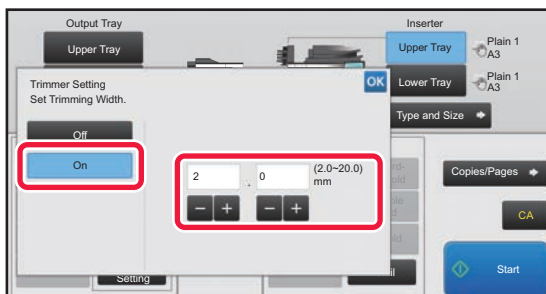 Output Tray
Inserter
Upper Tray
Upper Tray
Plain 1
A3
Trimmer Setting
OK
Set Trimming Width.
Lower Tray
Plain 1
A3
Off
Type and Size
On
2 . 0 (2.0~20.0)
mm
Copies/Pages
CA
Start
Setting